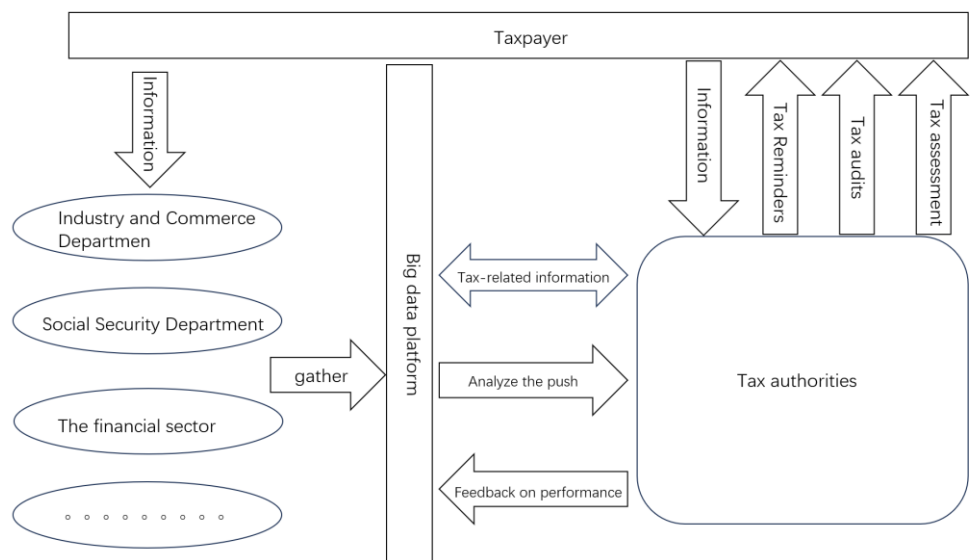 Taxpayer
Information
Information
Tax Reminders
Tax audits
Tax assessment
Industry and Commerce
Departmen
Social Security Department
The financial sector
。。。。。。。。。
gather
Big data platform
Tax-related information
Analyze the push
Feedback on performance
Tax authorities